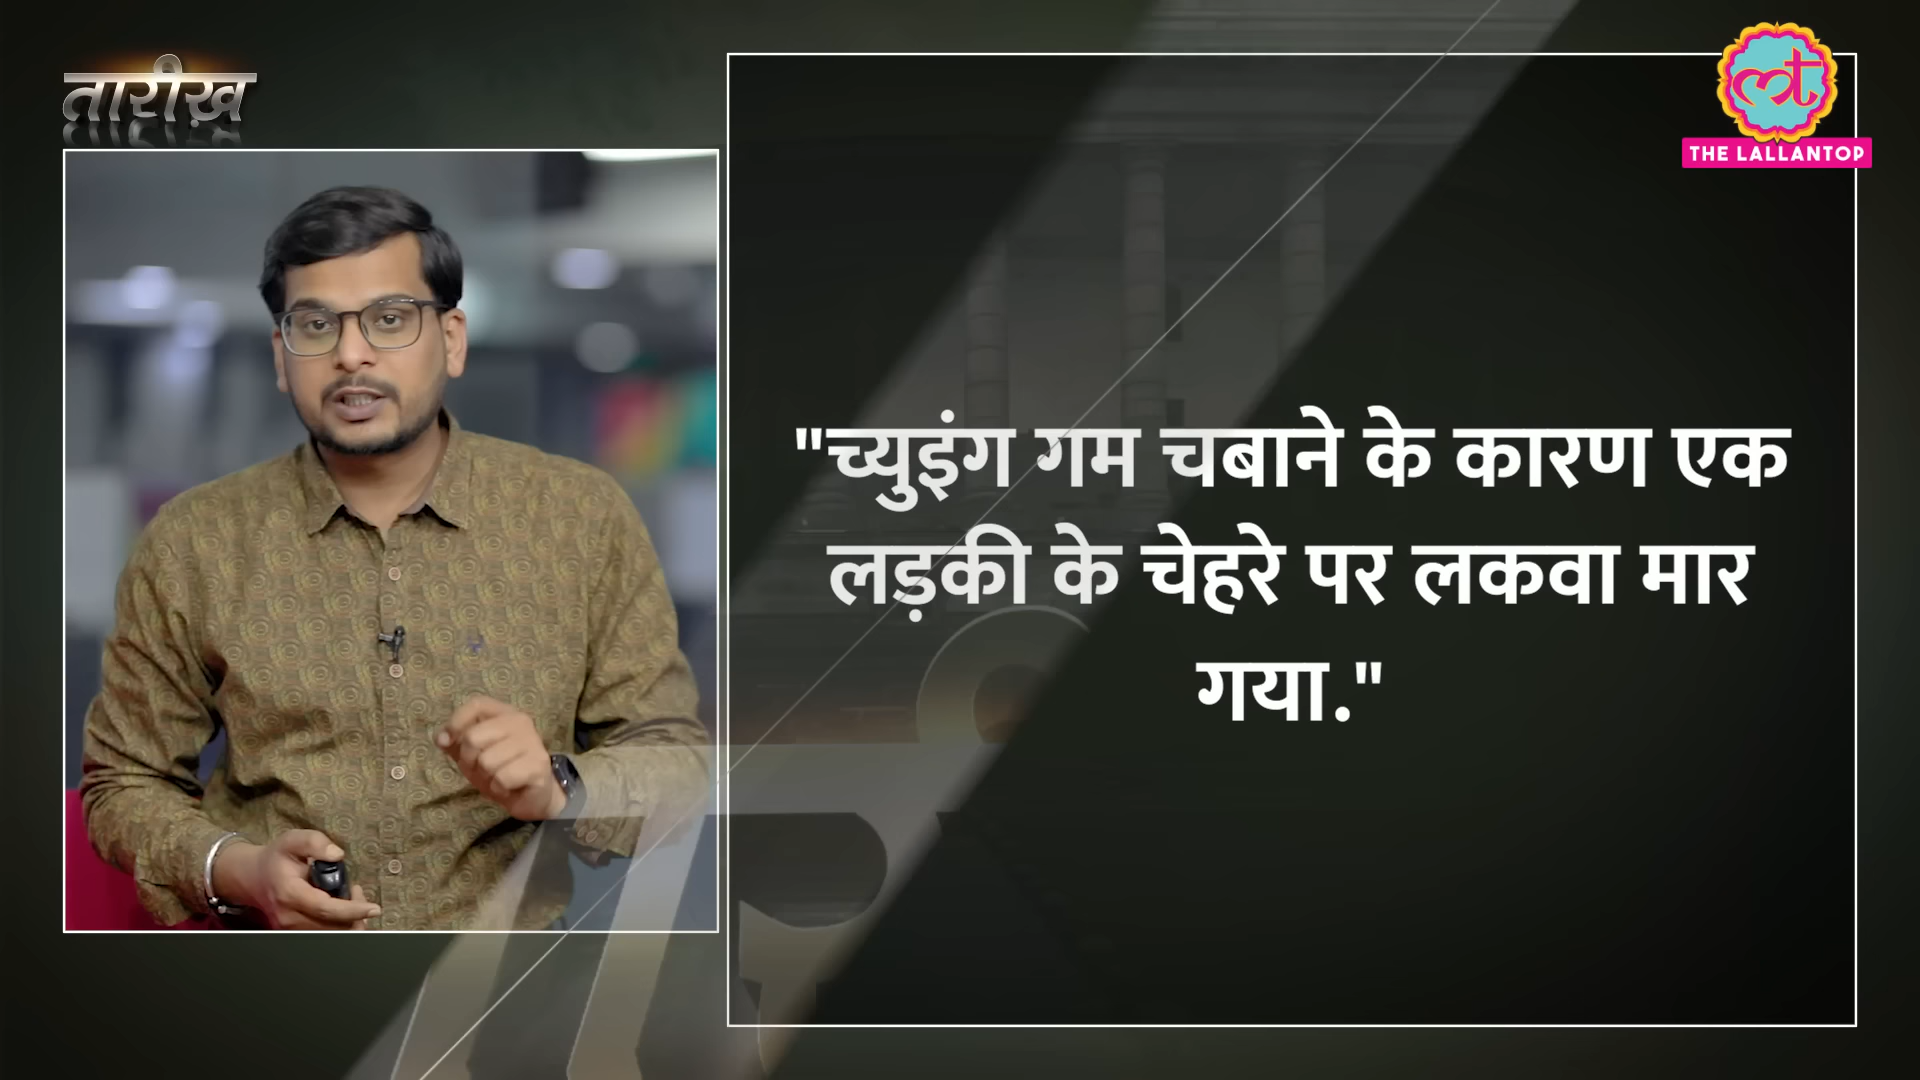 तारीख़
THE LALLANTOP
"च्युइंग गम चबाने के कारण एक
लड़की के चेहरे पर लकवा मार
गया."